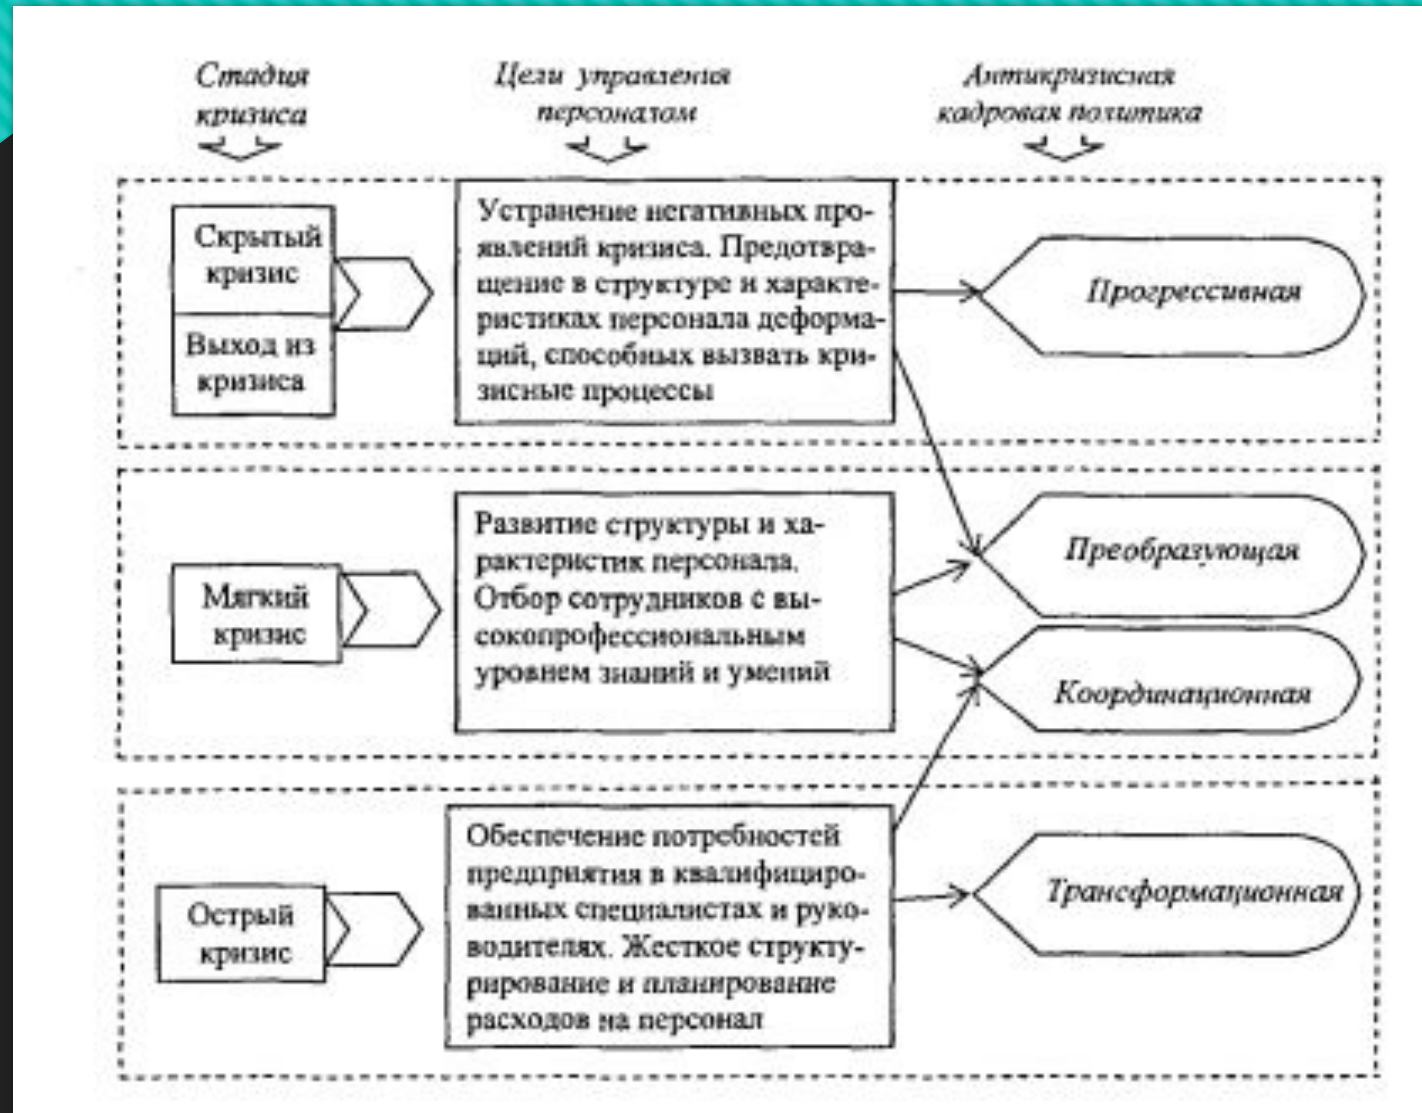 Стадия
кризиса
Цели управления
персоналом
Антикризисная
кадровая политика
Скрытый
кризис
Выход из
кризиса
Устранение негативных про-
явлений кризиса. Предотвра-
щение в структуре и характе-
ристиках персонала деформа-
ций, способных вызвать кри-
зисные процессы
Прогрессивная
Мягкий
кризис
Развитие структуры и ха-
рактеристик персонала.
Отбор сотрудников с вы-
сокопрофессиональным
уровнем знаний и умений
Преобразующая
Координационная
Острый
кризис
Обеспечение потребностей
предприятия в квалифициро-
ванных специалистах и руко-
водителях. Жесткое структу-
рирование и планирование
расходов на персонал
Трансформационная